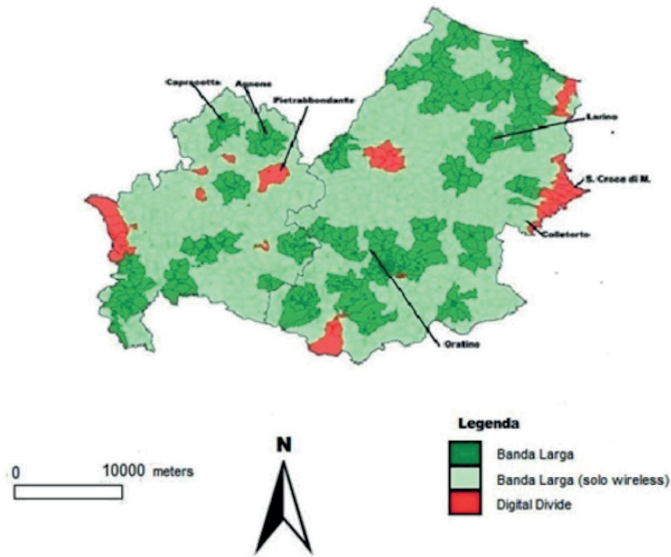 Capracotta
Agnone
Pietrabbondante
Larino
S. Croce di M.
Colletorto
Oratino
Legenda
Banda Larga
Banda Larga (solo wireless)
Digital Divide
N
0
10000 meters